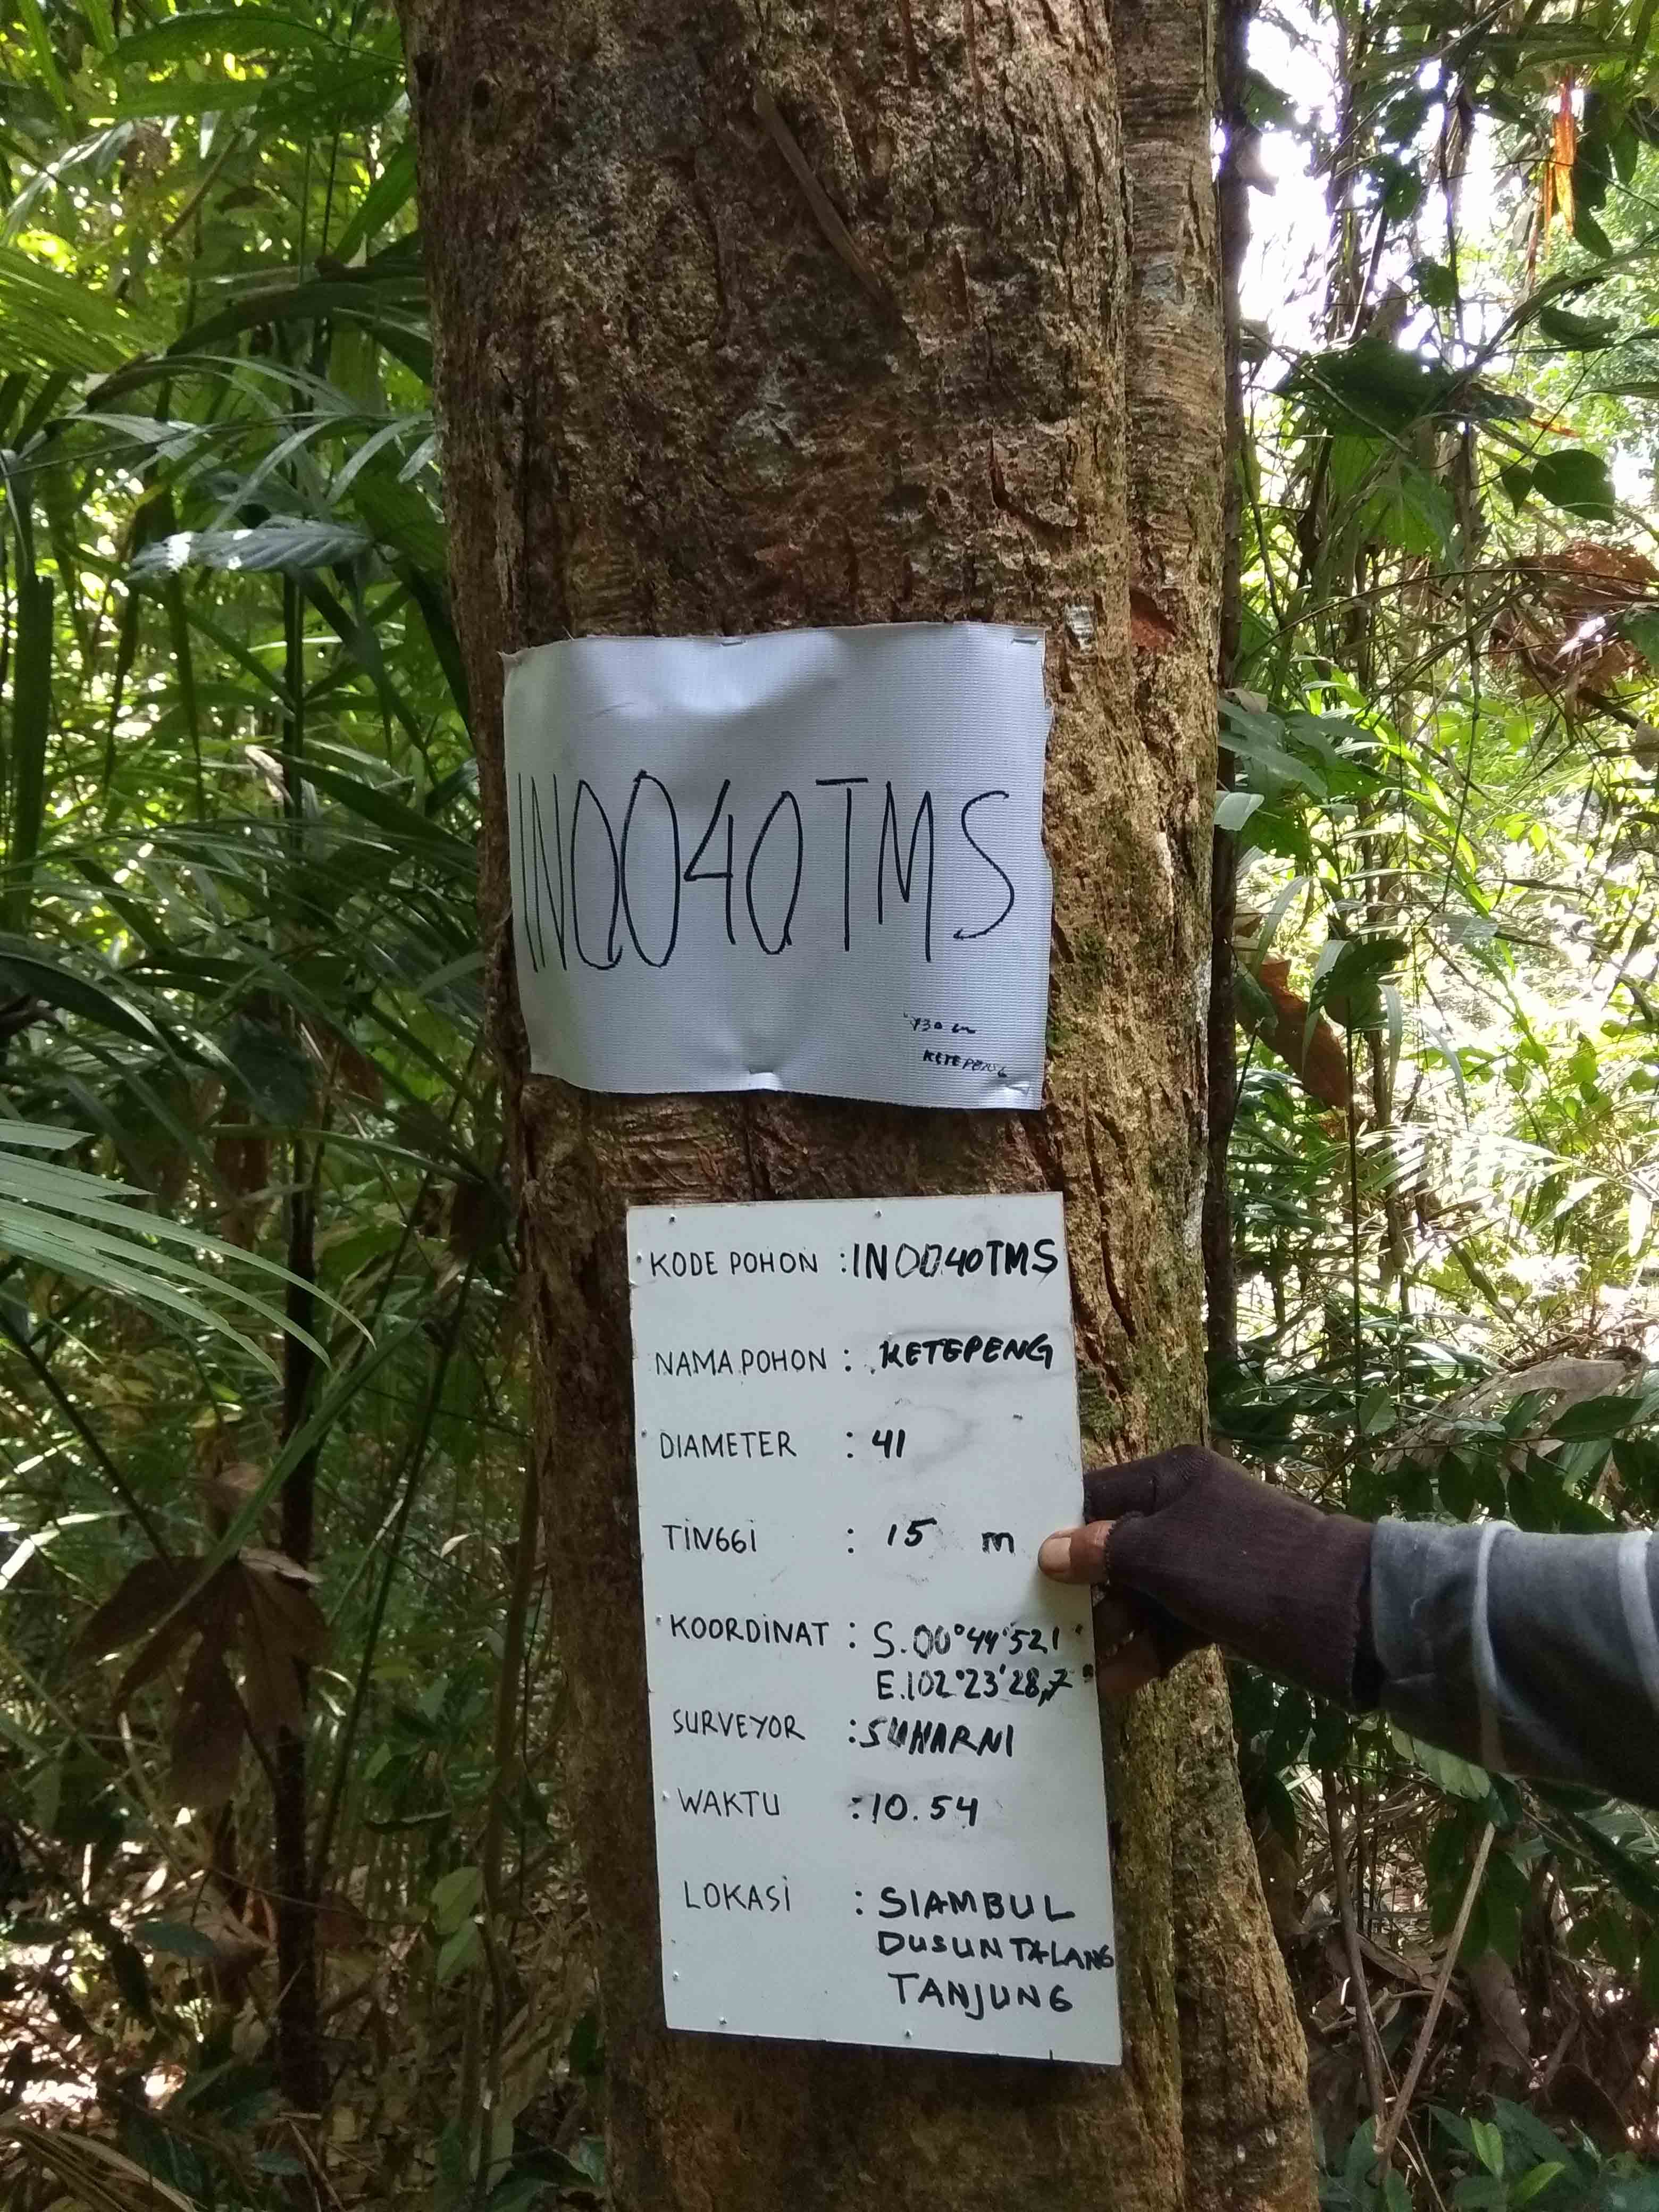 IN0040TMS
130 cm
KETEPENG
KODE POHON : IN0040TMS
NAMA POHON : KETEPENG
DIAMETER : 41
TINGGI : 15 m
KOORDINAT : S.00°44'52,1"
E.102°23'28,7"
SURVEYOR : SUHARNI
WAKTU : 10.54
LOKASI : SIAMBUL
DUSUN TALANG
TANJUNG